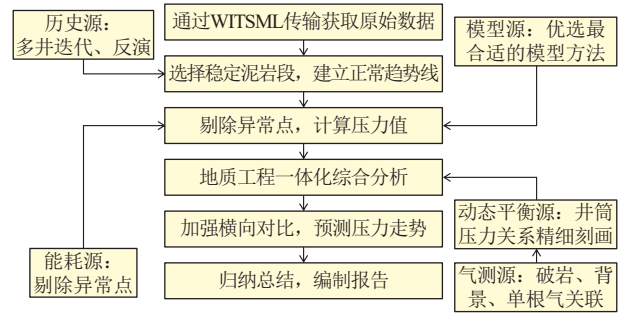 历史源：
多井迭代、反演
通过WITSML传输获取原始数据
模型源：优选最
合适的模型方法
选择稳定泥岩段，建立正常趋势线
剔除异常点，计算压力值
地质工程一体化综合分析
动态平衡源：井筒
压力关系精细刻画
加强横向对比，预测压力走势
能耗源：
剔除异常点
归纳总结，编制报告
气测源：破岩、背
景、单根气关联